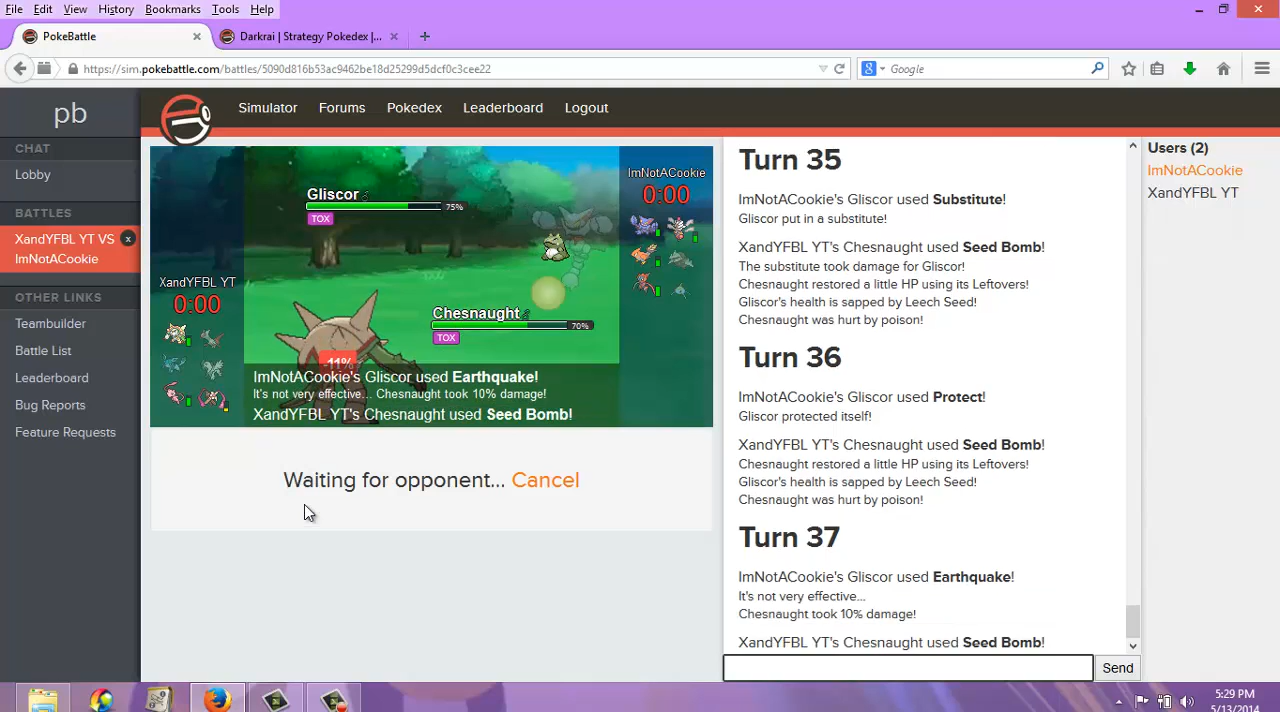 File Edit View History Bookmarks Tools Help
PokeBattle × Darkrai | Strategy Pokedex |... × +
https://sim.pokebattle.com/battles/5090d816b53ac9462be18d25299d5dcf0c3cee22
8 Google
pb
Simulator Forums Pokedex Leaderboard Logout
CHAT
Lobby
BATTLES
XandYFBL YT VS
ImNotACookie
x
OTHER LINKS
Teambuilder
Battle List
Leaderboard
Bug Reports
Feature Requests
XandYFBL YT
0:00
Gliscor ♂
75%
TOX
Chesnaught ♂
70%
TOX
-11%
ImNotACookie's Gliscor used Earthquake!
It's not very effective... Chesnaught took 10% damage!
XandYFBL YT's Chesnaught used Seed Bomb!
ImNotACookie
0:00
Waiting for opponent... Cancel
Turn 35
ImNotACookie's Gliscor used Substitute!
Gliscor put in a substitute!
XandYFBL YT's Chesnaught used Seed Bomb!
The substitute took damage for Gliscor!
Chesnaught restored a little HP using its Leftovers!
Gliscor's health is sapped by Leech Seed!
Chesnaught was hurt by poison!
Turn 36
ImNotACookie's Gliscor used Protect!
Gliscor protected itself!
XandYFBL YT's Chesnaught used Seed Bomb!
Chesnaught restored a little HP using its Leftovers!
Gliscor's health is sapped by Leech Seed!
Chesnaught was hurt by poison!
Turn 37
ImNotACookie's Gliscor used Earthquake!
It's not very effective...
Chesnaught took 10% damage!
XandYFBL YT's Chesnaught used Seed Bomb!
Send
Users (2)
ImNotACookie
XandYFBL YT
5:29 PM
5/13/2014